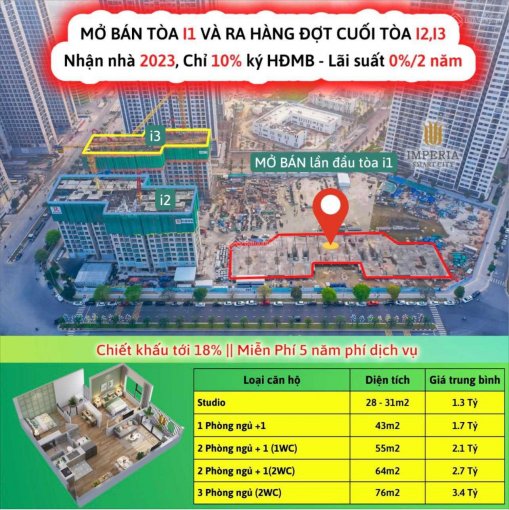 MỞ BÁN TÒA I1 VÀ RA HÀNG ĐỢT CUỐI TÒA I2,I3
Nhận nhà 2023, Chỉ 10% ký HĐMB - Lãi suất 0%/2 năm
i3
IMPERIA
SMART CITY
MỞ BÁN lần đầu tòa i1
i2
Chiết khấu tới 18% || Miễn Phí 5 năm phí dịch vụ
Loại căn hộ Diện tích Giá trung bình
Studio 28 - 31m2 1.3 Tỷ
1 Phòng ngủ +1 43m2 1.7 Tỷ
2 Phòng ngủ + 1 (1WC) 55m2 2.1 Tỷ
2 Phòng ngủ + 1(2WC) 64m2 2.7 Tỷ
3 Phòng ngủ (2WC) 76m2 3.4 Tỷ